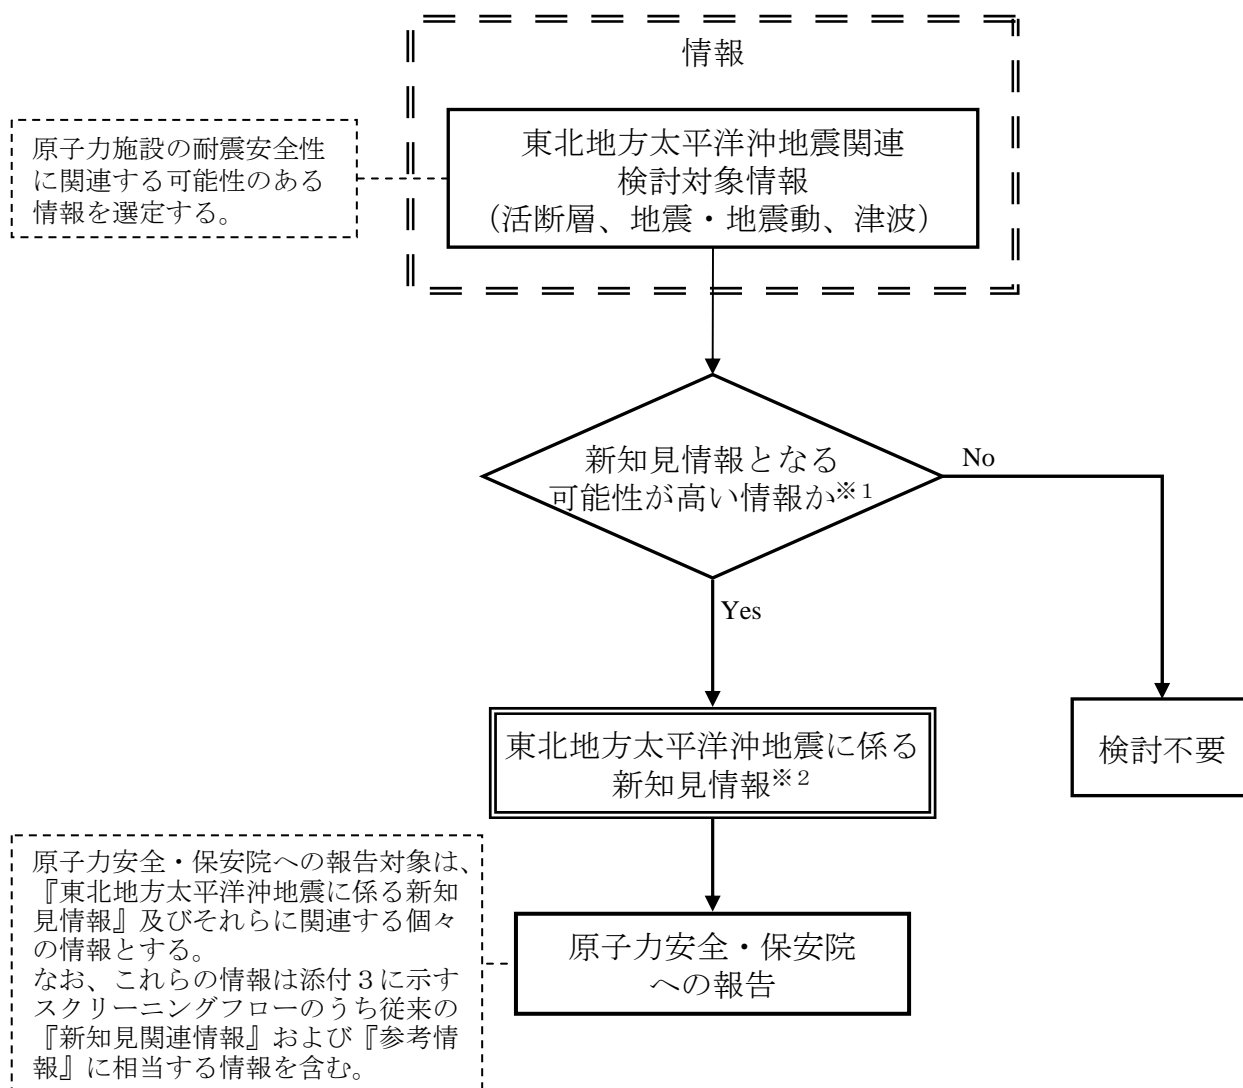 情報
東北地方太平洋沖地震関連
検討対象情報
（活断層、地震・地震動、津波）
原子力施設の耐震安全性
に関連する可能性のある
情報を選定する。
新知見情報となる
可能性が高い情報か※1
No
Yes
東北地方太平洋沖地震に係る
新知見情報※2
検討不要
原子力安全・保安院への報告対象は、
『東北地方太平洋沖地震に係る新知
見情報』及びそれらに関連する個々
の情報とする。
なお、これらの情報は添付３に示す
スクリーニングフローのうち従来の
『新知見関連情報』および『参考情
報』に相当する情報を含む。
原子力安全・保安院
への報告